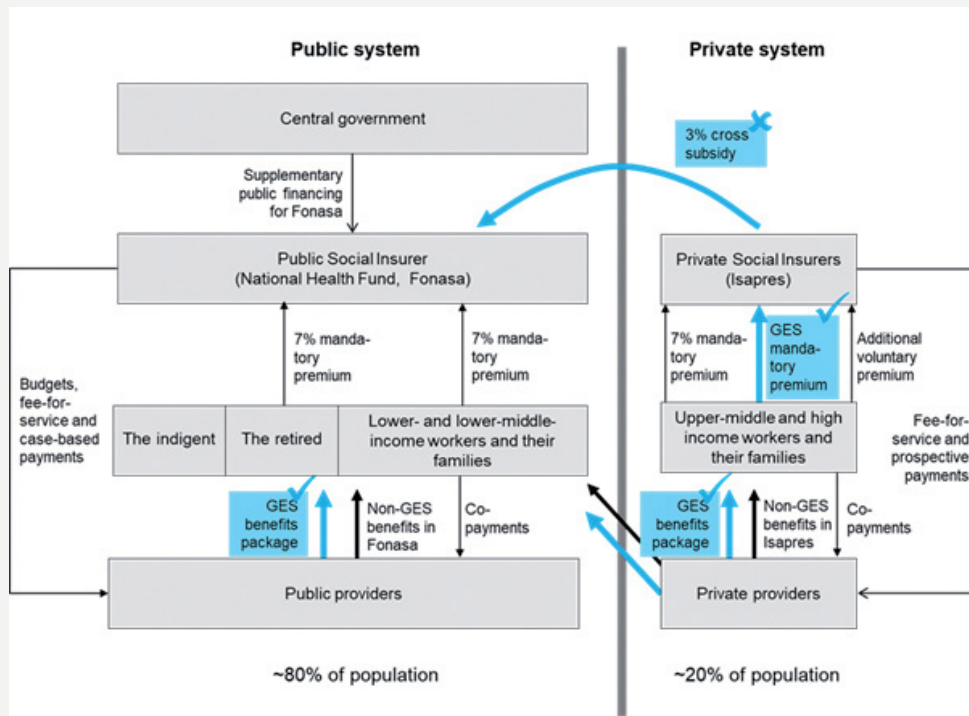 Public system
Private system
Central government
3% cross
subsidy
Supplementary
public financing
for Fonasa
Public Social Insurer
(National Health Fund, Fonasa)
Private Social Insurers
(Isapres)
7% manda-
tory
premium
7% manda-
tory
premium
7% manda-
tory
premium
GES
manda-
tory
premium
Additional
voluntary
premium
Budgets,
fee-for-
service and
case-based
payments
The indigent
The retired
Lower- and lower-middle-
income workers and their
families
Upper-middle and high
income workers and
their families
Fee-for-
service and
prospective
payments
GES
benefits
package
Non-GES
benefits in
Fonasa
Co-
payments
GES
benefits
package
Non-GES
benefits in
Isapres
Co-
payments
Public providers
Private providers
~80% of population
~20% of population